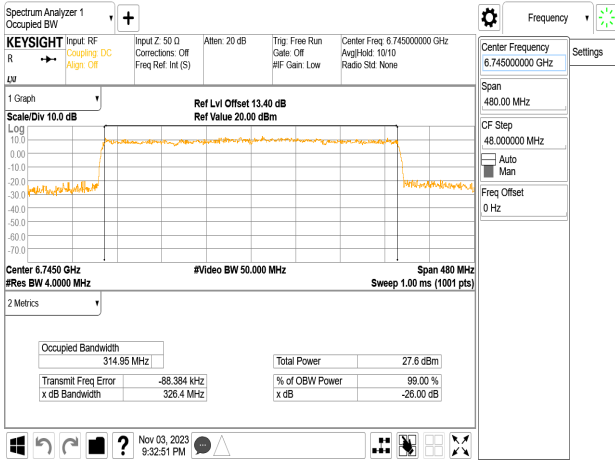 Spectrum Analyzer 1
Occupied BW
+
Frequency
KEYSIGHT
R
LXI
Input: RF
Coupling: DC
Align: Off
Input Z: 50 Ω
Corrections: Off
Freq Ref: Int (S)
Atten: 20 dB
Trig: Free Run
Gate: Off
#IF Gain: Low
Center Freq: 6.745000000 GHz
Avg|Hold: 10/10
Radio Std: None
Center Frequency
6.745000000 GHz
Settings
Span
480.00 MHz
CF Step
48.000000 MHz
Auto
Man
Freq Offset
0 Hz
1 Graph
Ref Lvl Offset 13.40 dB
Scale/Div 10.0 dB
Ref Value 20.00 dBm
Log
10.0
0.00
-10.0
-20.0
-30.0
-40.0
-50.0
-60.0
-70.0
Center 6.7450 GHz
#Video BW 50.000 MHz
Span 480 MHz
#Res BW 4.0000 MHz
Sweep 1.00 ms (1001 pts)
2 Metrics
Occupied Bandwidth
314.95 MHz
Total Power 27.6 dBm
Transmit Freq Error -88.384 kHz
% of OBW Power 99.00 %
x dB Bandwidth 326.4 MHz
x dB -26.00 dB
?
Nov 03, 2023
9:32:51 PM